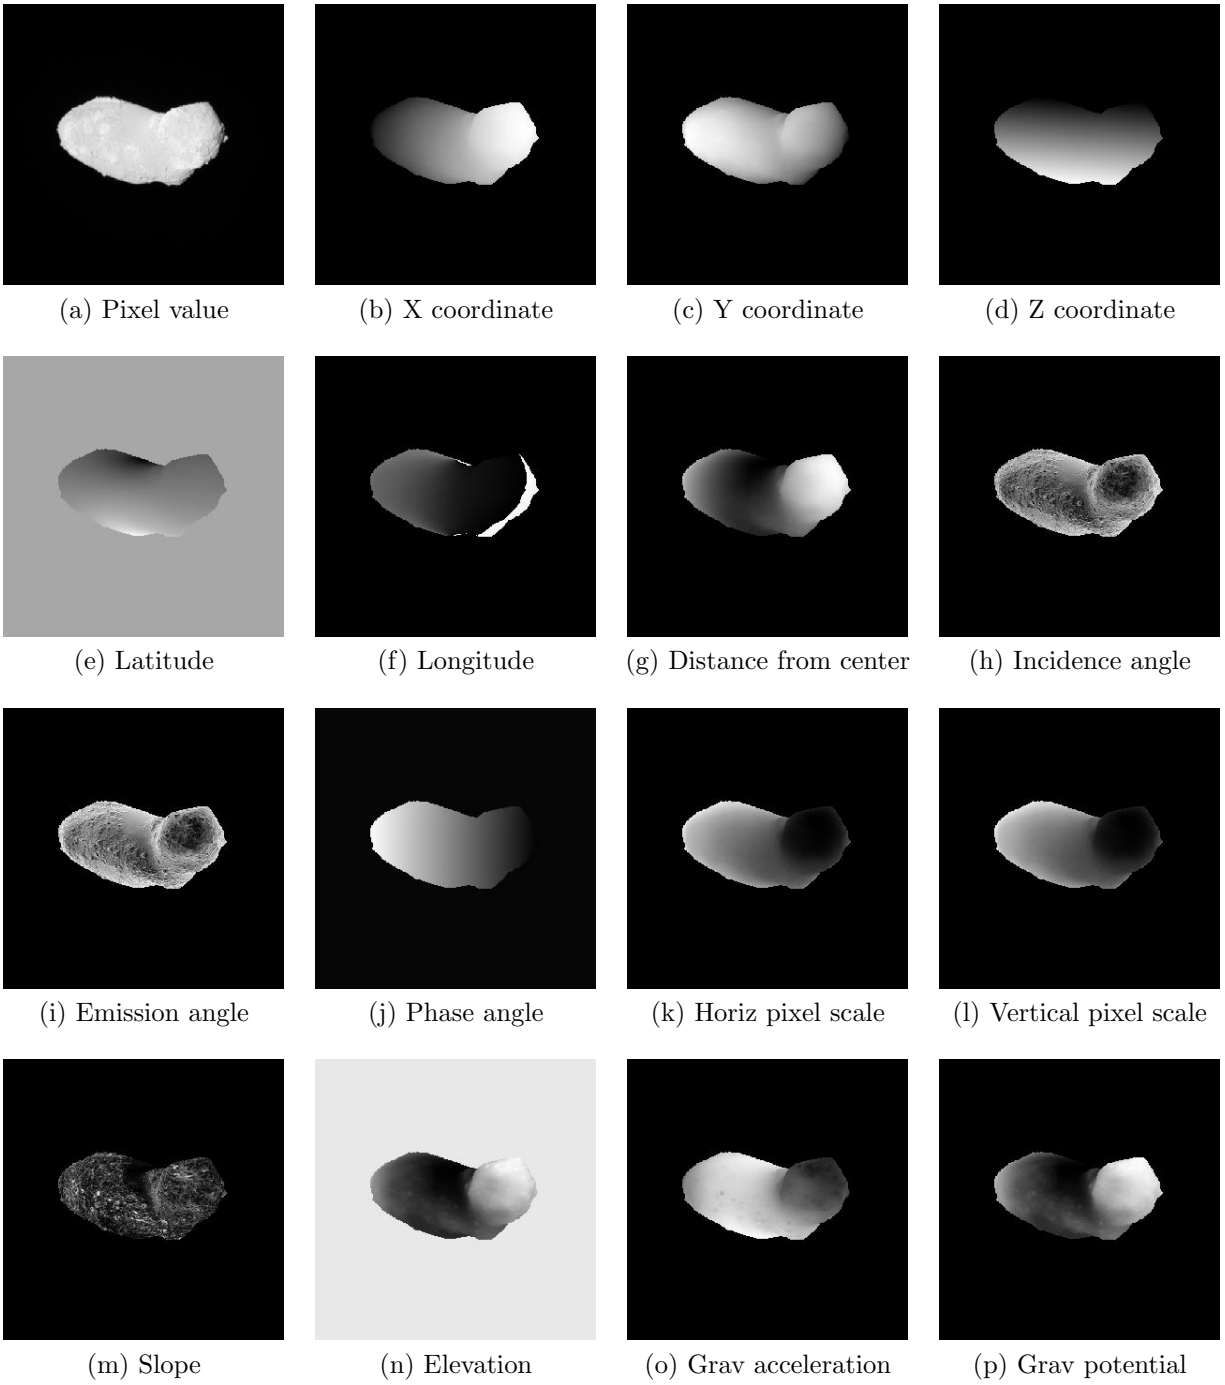 (a) Pixel value
(b) X coordinate
(c) Y coordinate
(d) Z coordinate
(e) Latitude
(f) Longitude
(g) Distance from center
(h) Incidence angle
(i) Emission angle
(j) Phase angle
(k) Horiz pixel scale
(l) Vertical pixel scale
(m) Slope
(n) Elevation
(o) Grav acceleration
(p) Grav potential